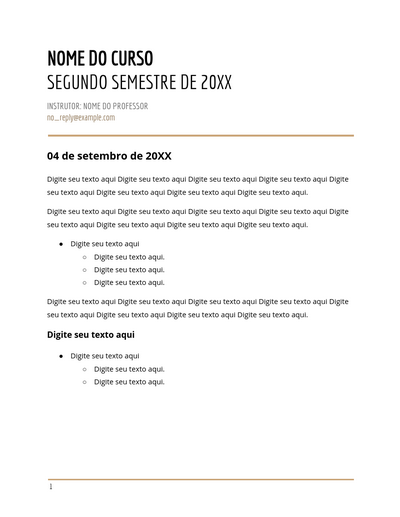 NOME DO CURSO
SEGUNDO SEMESTRE DE 20XX
INSTRUTOR: NOME DO PROFESSOR
no_reply@example.com
04 de setembro de 20XX
Digite seu texto aqui Digite seu texto aqui Digite seu texto aqui Digite seu texto aqui Digite
seu texto aqui Digite seu texto aqui Digite seu texto aqui Digite seu texto aqui.
Digite seu texto aqui Digite seu texto aqui Digite seu texto aqui Digite seu texto aqui Digite
seu texto aqui Digite seu texto aqui Digite seu texto aqui Digite seu texto aqui.
● Digite seu texto aqui
○ Digite seu texto aqui.
○ Digite seu texto aqui.
○ Digite seu texto aqui.
Digite seu texto aqui Digite seu texto aqui Digite seu texto aqui Digite seu texto aqui Digite
seu texto aqui Digite seu texto aqui Digite seu texto aqui Digite seu texto aqui.
Digite seu texto aqui
● Digite seu texto aqui
○ Digite seu texto aqui.
○ Digite seu texto aqui.
1